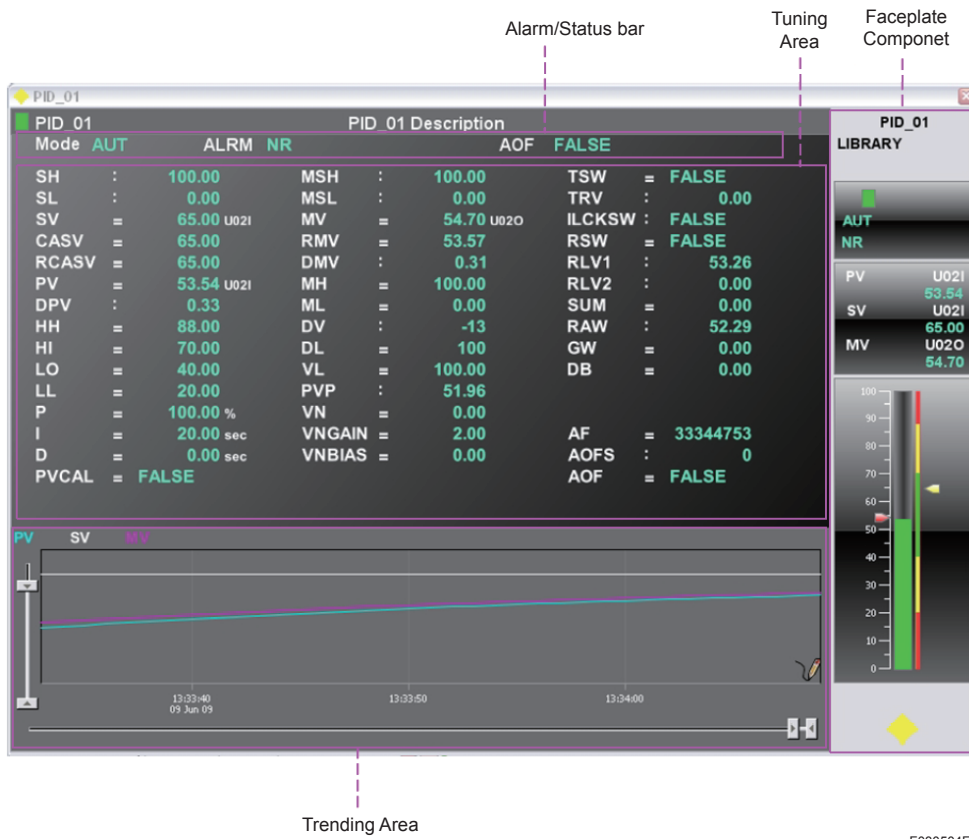 Alarm/Status bar
Tuning Area
Faceplate Componet
PID_01
PID_01 PID_01 Description
Mode AUT ALRM NR AOF FALSE
SH : 100.00 MSH : 100.00 TSW = FALSE
SL : 0.00 MSL : 0.00 TRV : 0.00
SV = 65.00 U02I MV = 54.70 U02O ILCKSW : FALSE
CASV = 65.00 RMV = 53.57 RSW = FALSE
RCASV = 65.00 DMV : 0.31 RLV1 : 53.26
PV = 53.54 U02I MH = 100.00 RLV2 : 0.00
DPV : 0.33 ML = 0.00 SUM = 0.00
HH = 88.00 DV : -13 RAW : 52.29
HI = 70.00 DL = 100 GW = 0.00
LO = 40.00 VL = 100.00 DB = 0.00
LL = 20.00 PVP : 51.96
P = 100.00 % VN = 0.00
I = 20.00 sec VNGAIN = 2.00 AF = 33344753
D = 0.00 sec VNBIAS = 0.00 AOFS : 0
PVCAL = FALSE AOF = FALSE
PV SV MV
13:33:40 13:33:50 13:34:00
09 Jun 09
PID_01
LIBRARY
AUT
NR
PV U02I
53.54
SV U02I
65.00
MV U02O
54.70
100
90
80
70
60
50
40
30
20
10
0
Trending Area